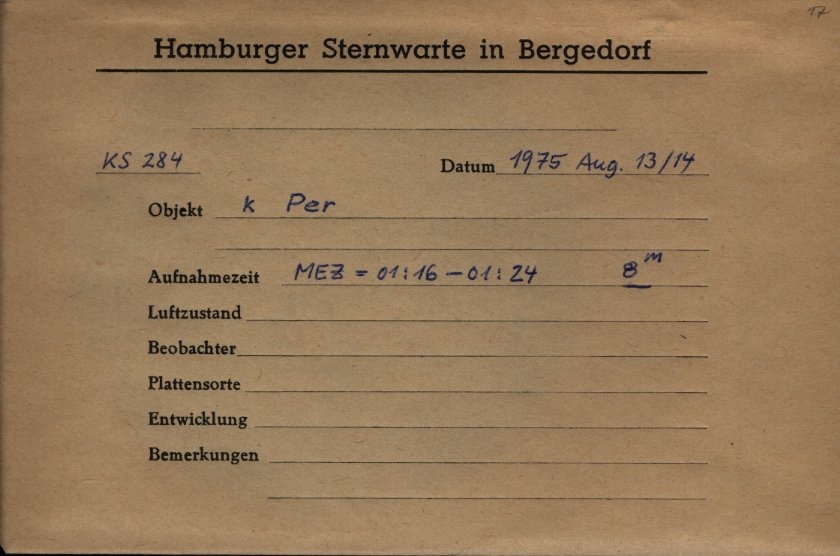 17
Hamburger Sternwarte in Bergedorf
KS 284 Datum 1975 Aug. 13/14
Objekt κ Per
Aufnahmezeit MEZ = 01:16 – 01:24 8ᵐ
Luftzustand
Beobachter
Plattensorte
Entwicklung
Bemerkungen